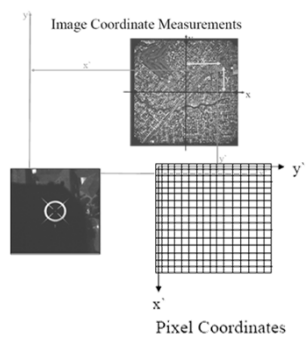 y`
Image Coordinate Measurements
x`
x
y`
y`
x`
Pixel Coordinates